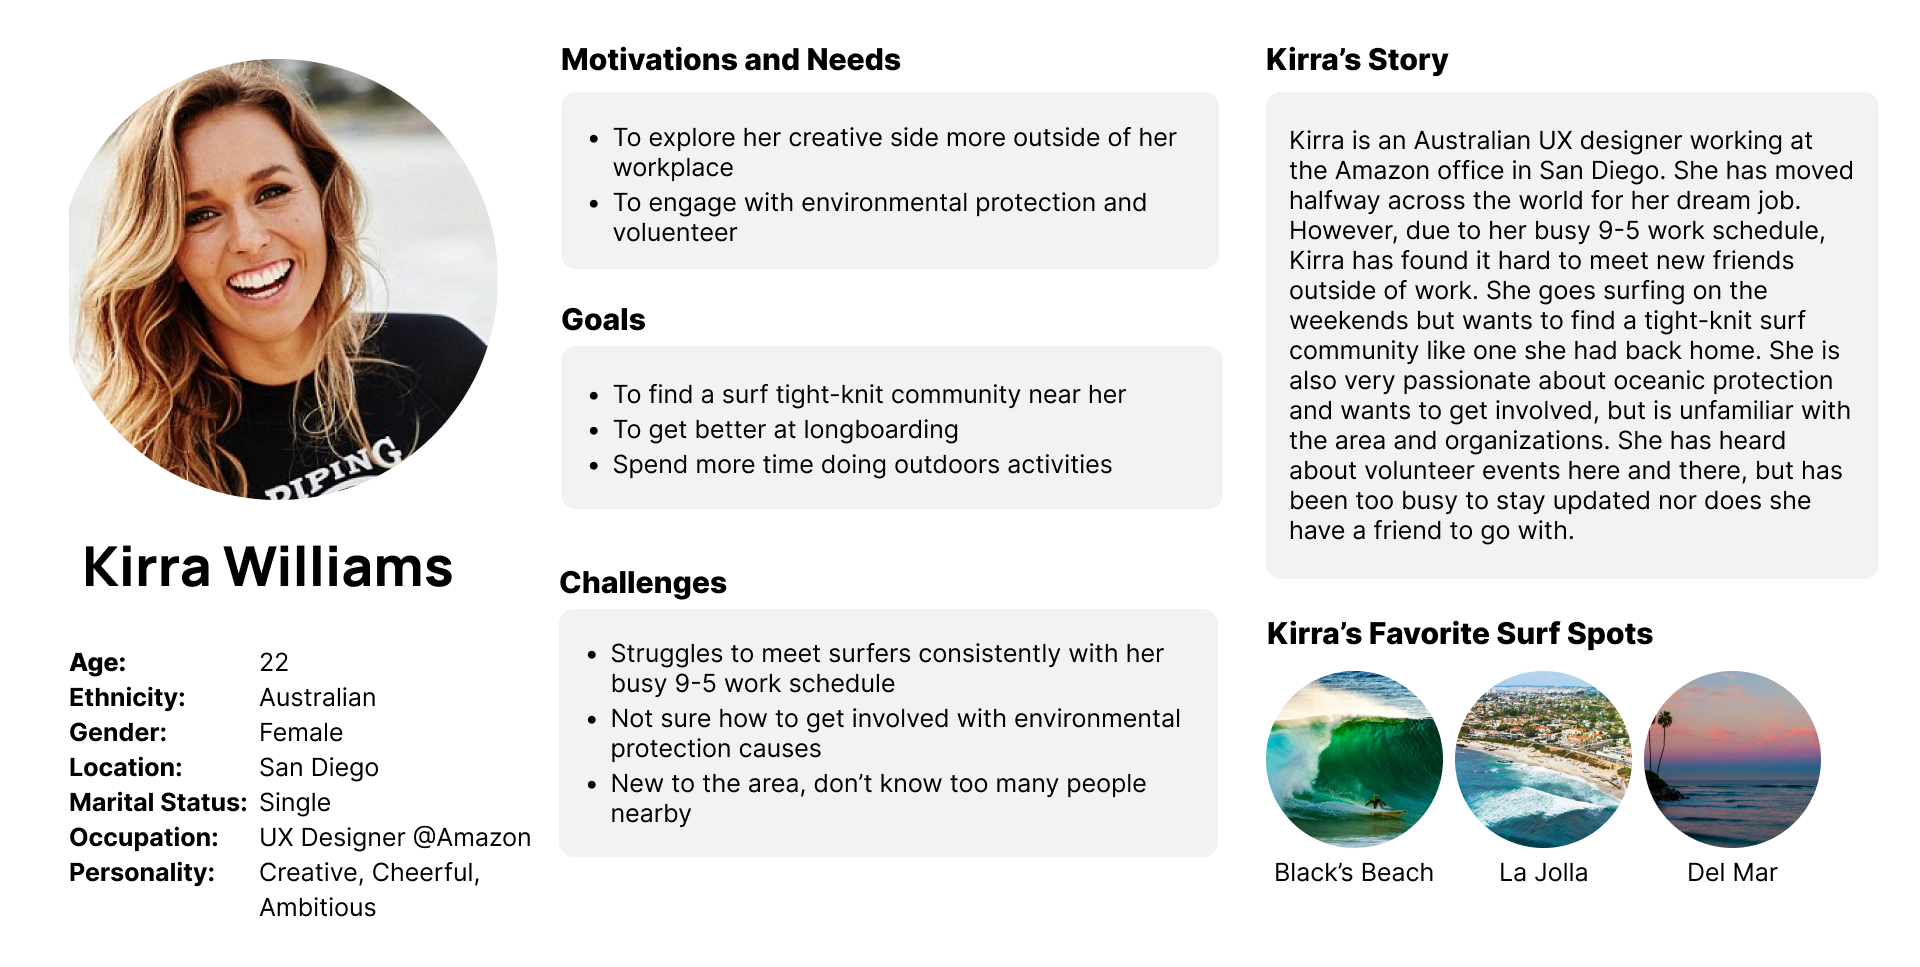 PIPING
Kirra Williams
Age: 22
Ethnicity: Australian
Gender: Female
Location: San Diego
Marital Status: Single
Occupation: UX Designer @Amazon
Personality: Creative, Cheerful,
Ambitious
Motivations and Needs
• To explore her creative side more outside of her
workplace
• To engage with environmental protection and
voluenteer
Goals
• To find a surf tight-knit community near her
• To get better at longboarding
• Spend more time doing outdoors activities
Challenges
• Struggles to meet surfers consistently with her
busy 9-5 work schedule
• Not sure how to get involved with environmental
protection causes
• New to the area, don’t know too many people
nearby
Kirra’s Story
Kirra is an Australian UX designer working at
the Amazon office in San Diego. She has moved
halfway across the world for her dream job.
However, due to her busy 9-5 work schedule,
Kirra has found it hard to meet new friends
outside of work. She goes surfing on the
weekends but wants to find a tight-knit surf
community like one she had back home. She is
also very passionate about oceanic protection
and wants to get involved, but is unfamiliar with
the area and organizations. She has heard
about volunteer events here and there, but has
been too busy to stay updated nor does she
have a friend to go with.
Kirra’s Favorite Surf Spots
Black’s Beach
La Jolla
Del Mar